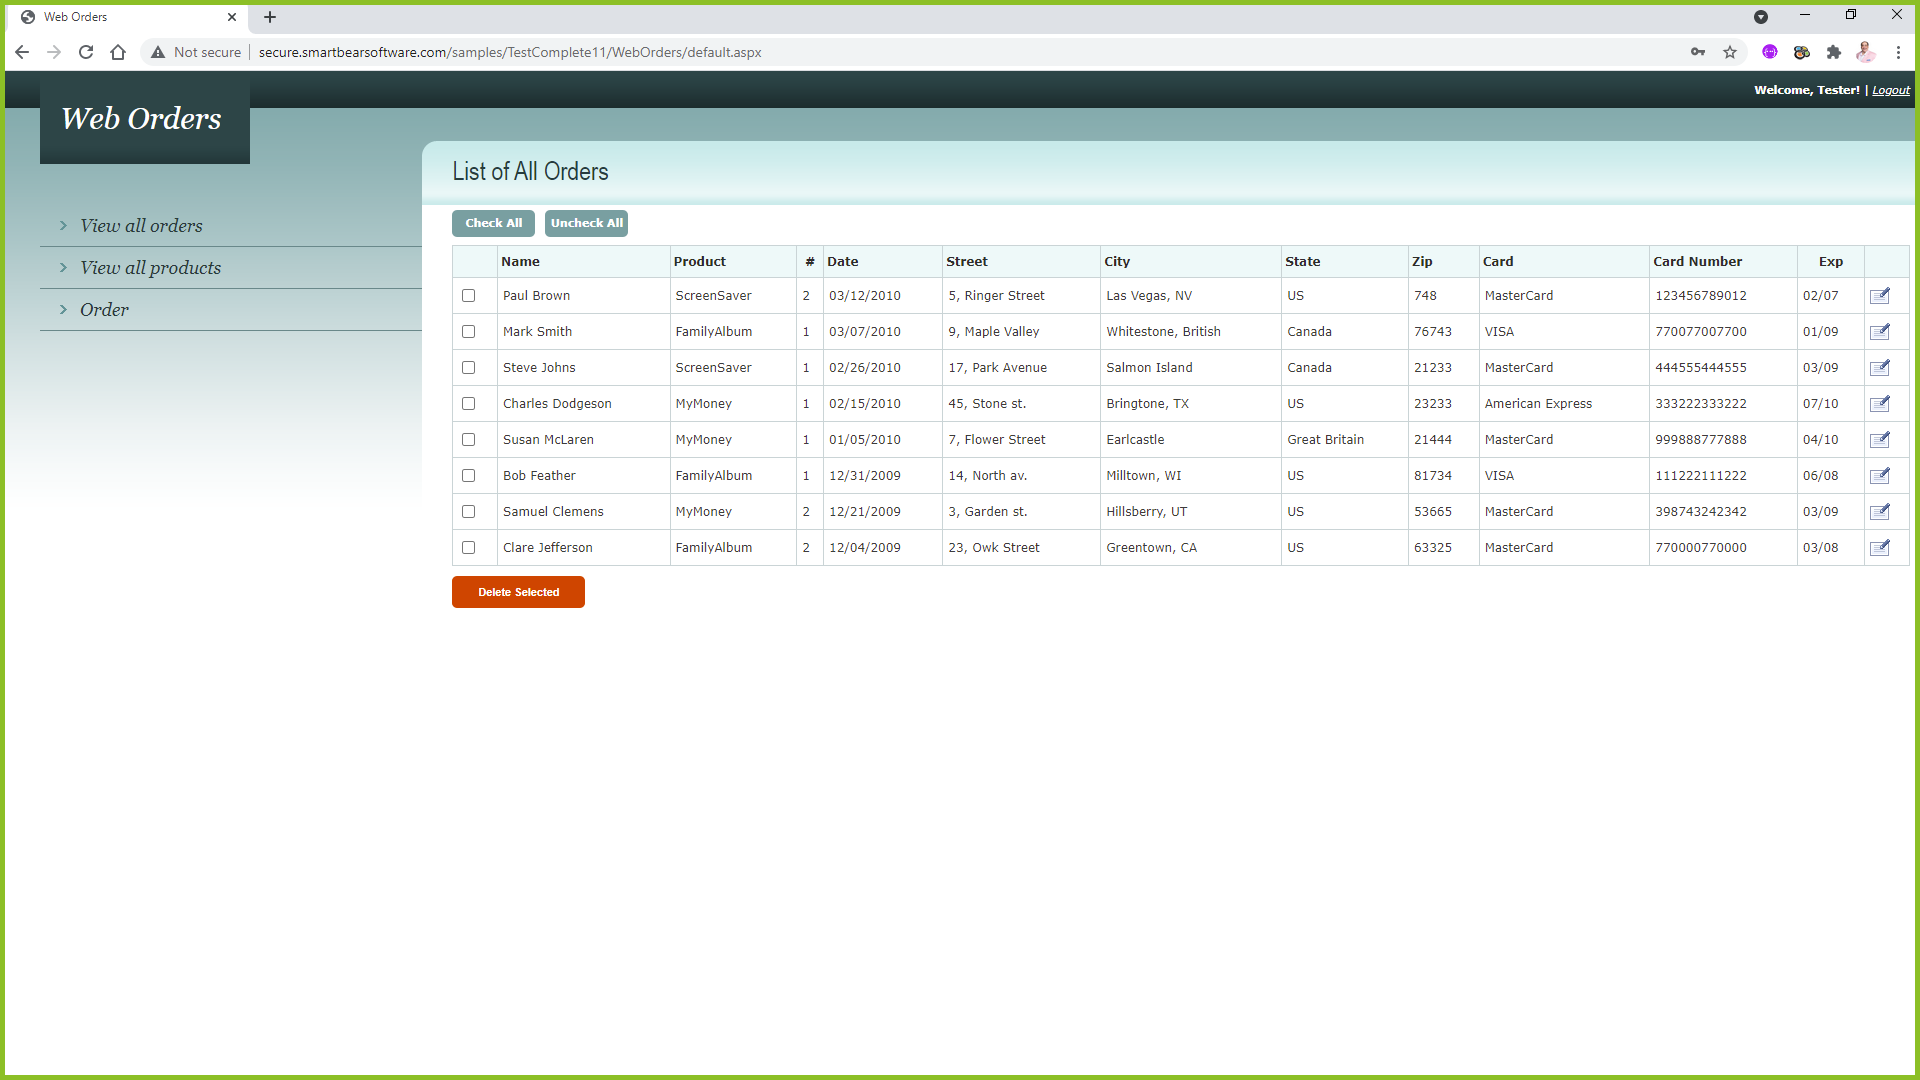 Web Orders
Not secure secure.smartbearsoftware.com/samples/TestComplete11/WebOrders/default.aspx
Welcome, Tester! | Logout
Web Orders
View all orders
View all products
Order
List of All Orders
Check All Uncheck All
Name Product # Date Street City State Zip Card Card Number Exp
Paul Brown ScreenSaver 2 03/12/2010 5, Ringer Street Las Vegas, NV US 748 MasterCard 123456789012 02/07
Mark Smith FamilyAlbum 1 03/07/2010 9, Maple Valley Whitestone, British Canada 76743 VISA 770077007700 01/09
Steve Johns ScreenSaver 1 02/26/2010 17, Park Avenue Salmon Island Canada 21233 MasterCard 444555444555 03/09
Charles Dodgeson MyMoney 1 02/15/2010 45, Stone st. Bringtone, TX US 23233 American Express 333222333222 07/10
Susan McLaren MyMoney 1 01/05/2010 7, Flower Street Earlcastle Great Britain 21444 MasterCard 999888777888 04/10
Bob Feather FamilyAlbum 1 12/31/2009 14, North av. Milltown, WI US 81734 VISA 111222111222 06/08
Samuel Clemens MyMoney 2 12/21/2009 3, Garden st. Hillsberry, UT US 53665 MasterCard 398743242342 03/09
Clare Jefferson FamilyAlbum 2 12/04/2009 23, Owk Street Greentown, CA US 63325 MasterCard 770000770000 03/08
Delete Selected